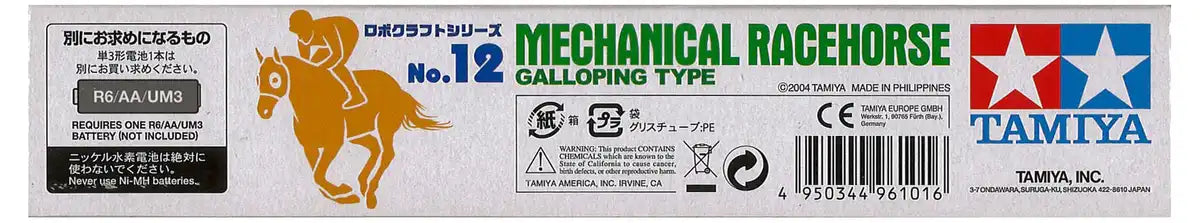 別にお求めになるもの
単3形電池1本は
別にお買い求めください。
R6/AA/UM3
REQUIRES ONE R6/AA/UM3
BATTERY (NOT INCLUDED)
ニッケル水素電池は絶対に
使わないでください。
Never use Ni-MH batteries.
ロボクラフトシリーズ
No.12
MECHANICAL RACEHORSE
GALLOPING TYPE
©2004 TAMIYA MADE IN PHILIPPINES
紙 箱
プラ 袋
グリスチューブ:PE
CE
TAMIYA EUROPE GMBH
Werkstr. 1, 90765 Fürth (Bay.),
Germany
WARNING: This product CONTAINS
CHEMICALS which are known to the
State of California to cause cancer,
birth defects, or other reproductive harm.
TAMIYA AMERICA, INC. IRVINE, CA
4 950344 961016
TAMIYA
TAMIYA, INC.
3-7 ONDAWARA, SURUGA-KU, SHIZUOKA 422-8610 JAPAN